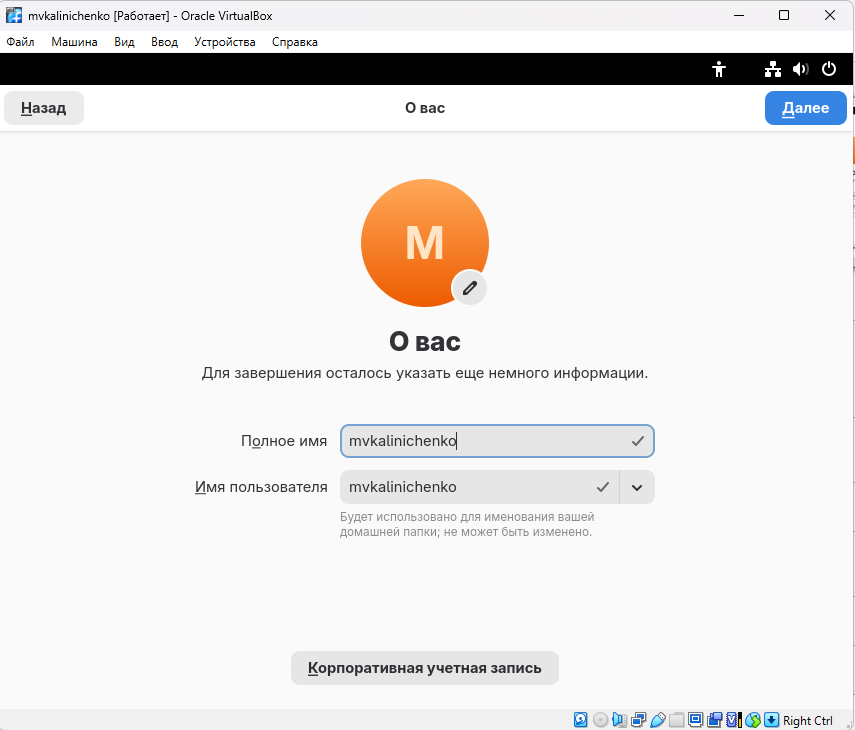 mvkalinichenko [Работает] - Oracle VirtualBox
Файл Машина Вид Ввод Устройства Справка
Назад О вас Далее
M
О вас
Для завершения осталось указать еще немного информации.
Полное имя mvkalinichenko
Имя пользователя mvkalinichenko
Будет использовано для именования вашей
домашней папки; не может быть изменено.
Корпоративная учетная запись
Right Ctrl